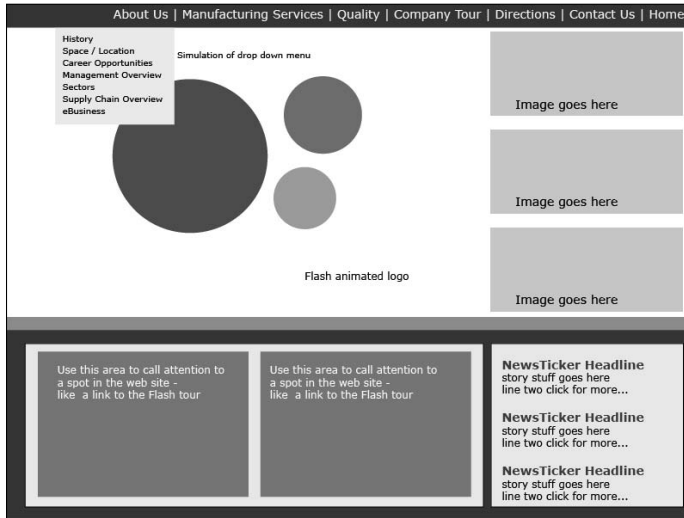 About Us | Manufacturing Services | Quality | Company Tour | Directions | Contact Us | Home
History
Space / Location
Career Opportunities
Management Overview
Sectors
Supply Chain Overview
eBusiness
Simulation of drop down menu
Flash animated logo
Image goes here
Image goes here
Image goes here
Use this area to call attention to
a spot in the web site -
like a link to the Flash tour
Use this area to call attention to
a spot in the web site -
like a link to the Flash tour
NewsTicker Headline
story stuff goes here
line two click for more...
NewsTicker Headline
story stuff goes here
line two click for more...
NewsTicker Headline
story stuff goes here
line two click for more...